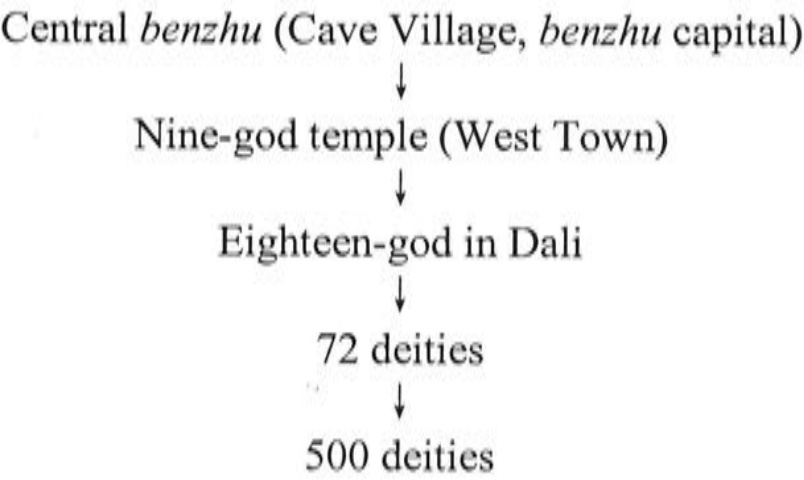 Central benzhu (Cave Village, benzhu capital)
Nine-god temple (West Town)
Eighteen-god in Dali
72 deities
500 deities